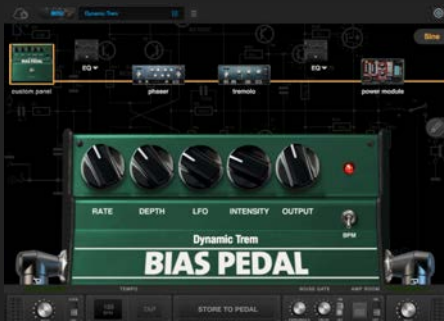 Dynamic Trem
Sine
custom panel
EQ
phaser
tremolo
EQ
power module
RATE DEPTH LFO INTENSITY OUTPUT
BPM
Dynamic Trem
BIAS PEDAL
TEMPO
NOISE GATE
AMP ROOM
TAP
STORE TO PEDAL